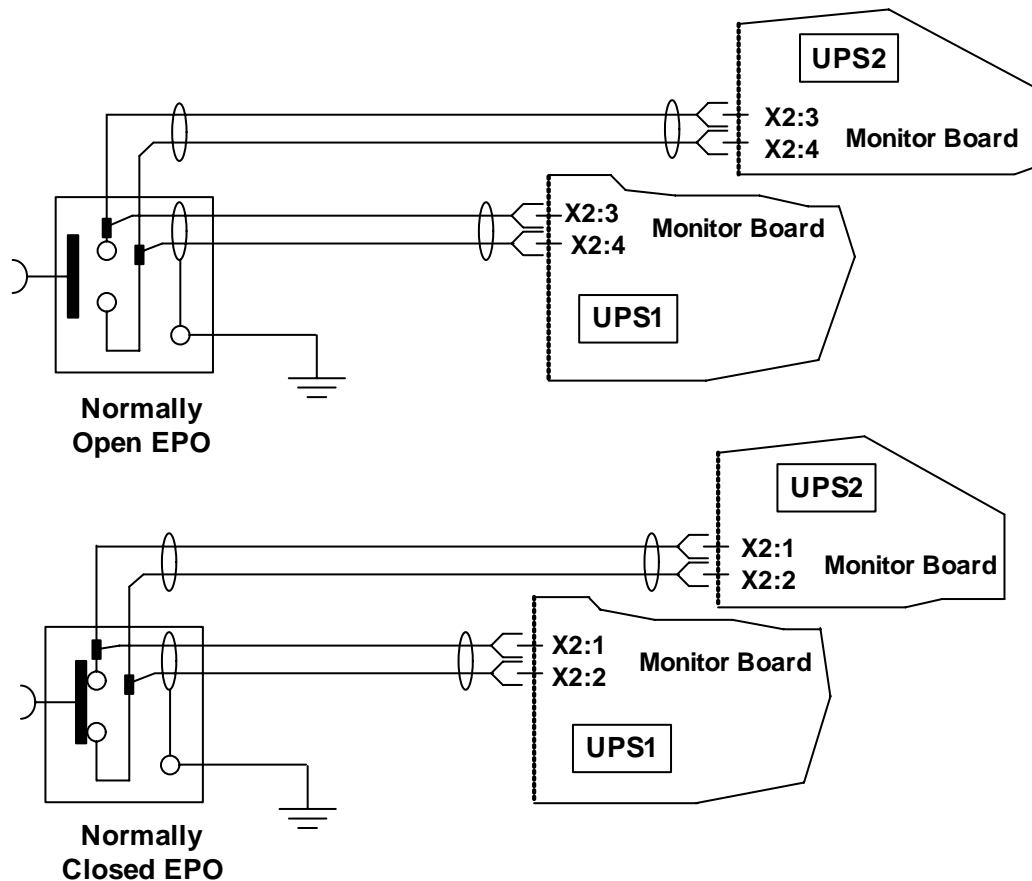 UPS2
X2:3
Monitor Board
X2:4
X2:3
Monitor Board
X2:4
UPS1
Normally
Open EPO
UPS2
X2:1
Monitor Board
X2:2
X2:1
Monitor Board
X2:2
UPS1
Normally
Closed EPO